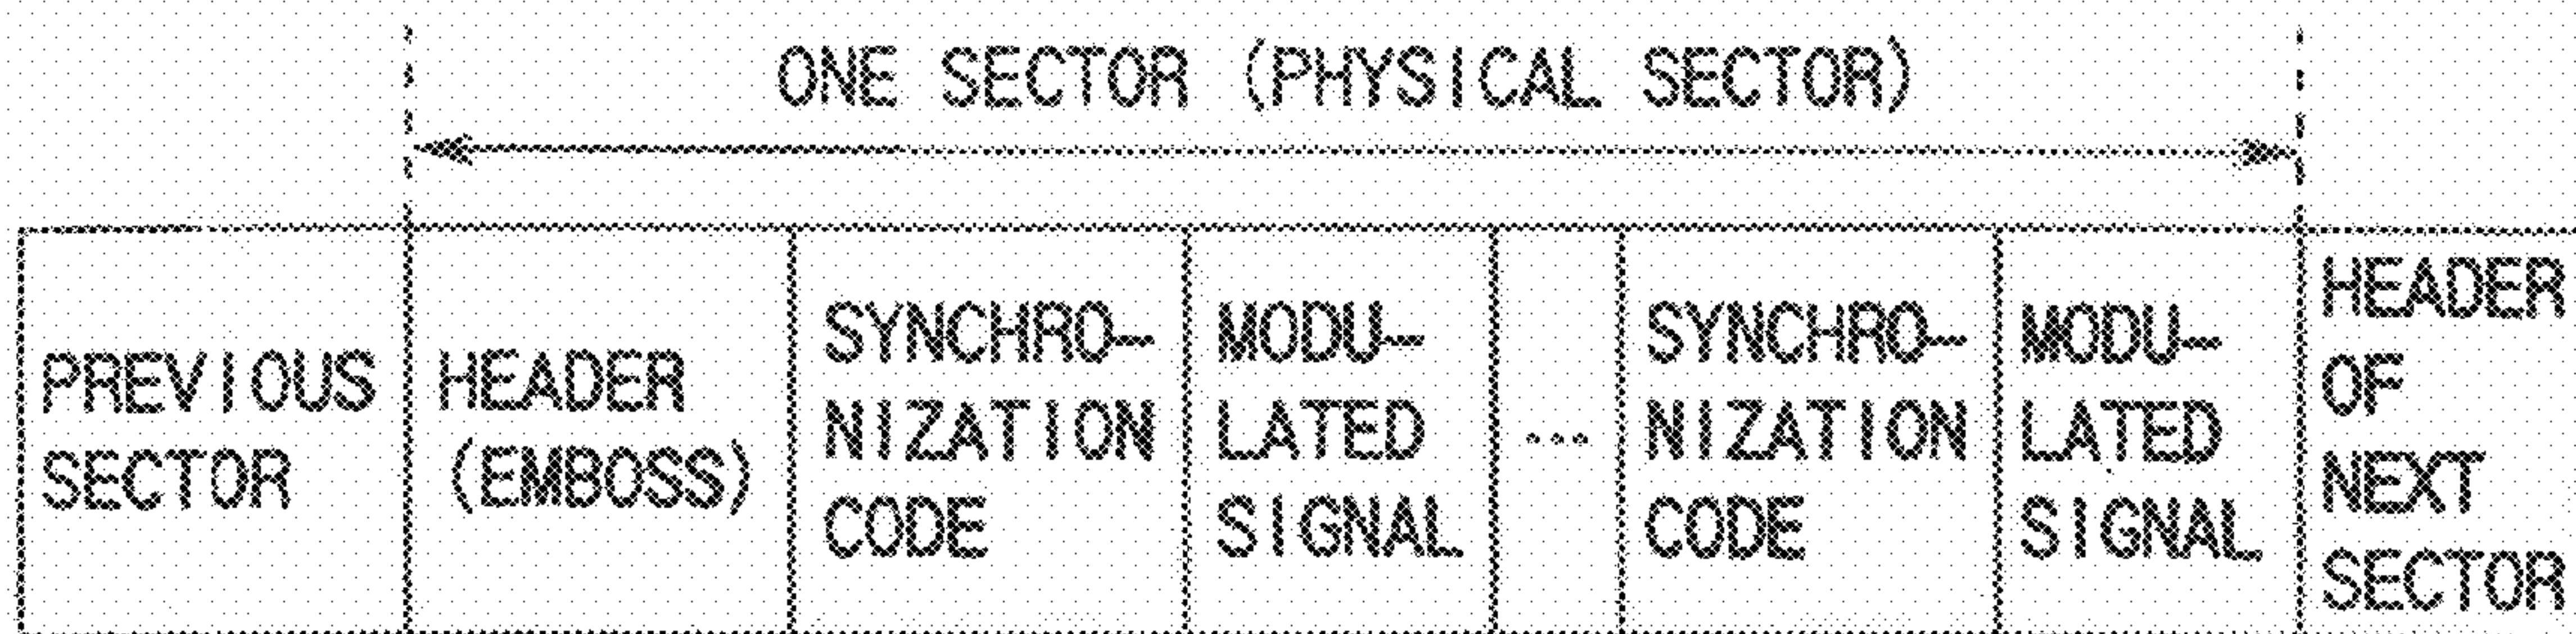 ONE SECTOR (PHYSICAL SECTOR)
PREVIOUS
SECTOR
HEADER
(EMBOSS)
SYNCHRO-
NIZATION
CODE
MODU-
LATED
SIGNAL
...
SYNCHRO-
NIZATION
CODE
MODU-
LATED
SIGNAL
HEADER
OF
NEXT
SECTOR